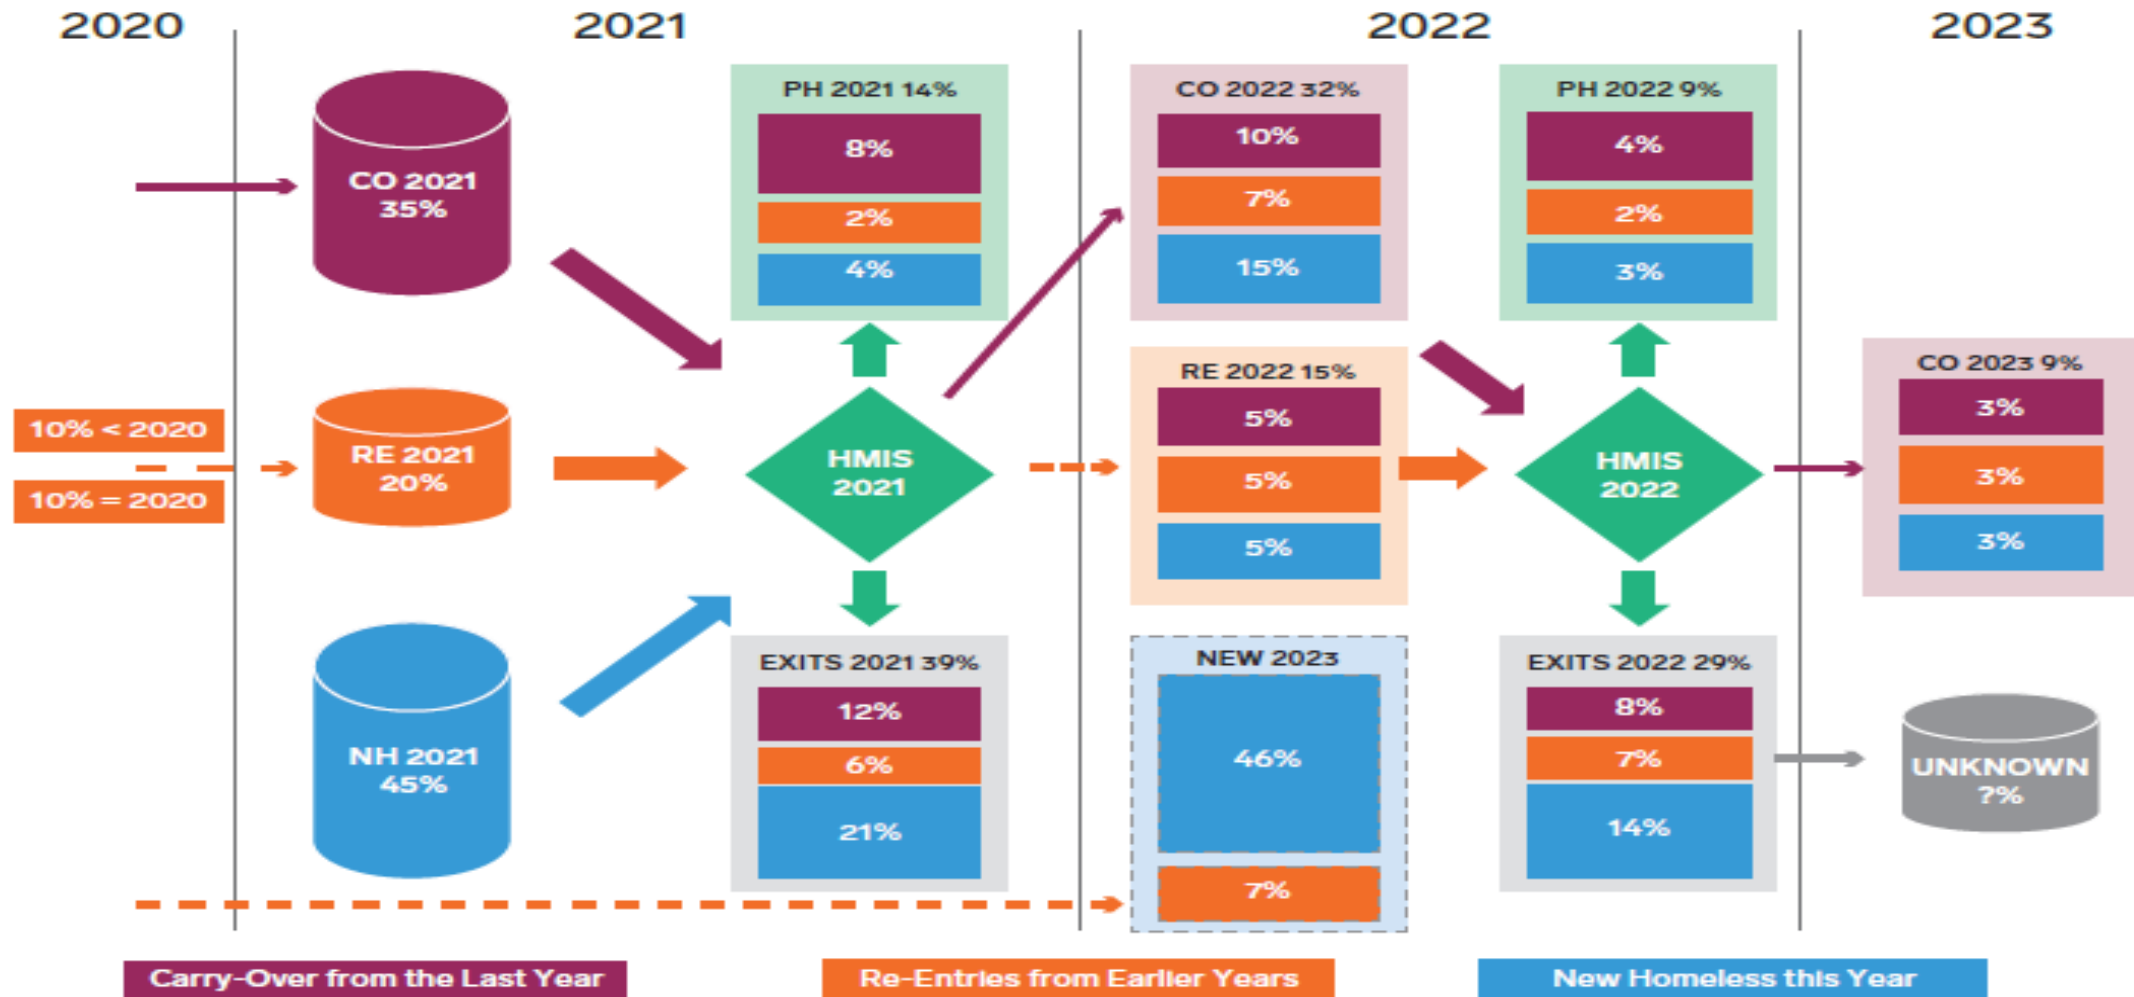 2020
2021
2022
2023
CO 2021
35%
10% < 2020
10% = 2020
RE 2021
20%
NH 2021
45%
PH 2021 14%
8%
2%
4%
HMIS
2021
EXITS 2021 39%
12%
6%
21%
CO 2022 32%
10%
7%
15%
RE 2022 15%
5%
5%
5%
NEW 2023
46%
7%
PH 2022 9%
4%
2%
3%
HMIS
2022
EXITS 2022 29%
8%
7%
14%
CO 2023 9%
3%
3%
3%
UNKNOWN
?%
Carry-Over from the Last Year
Re-Entries from Earlier Years
New Homeless this Year